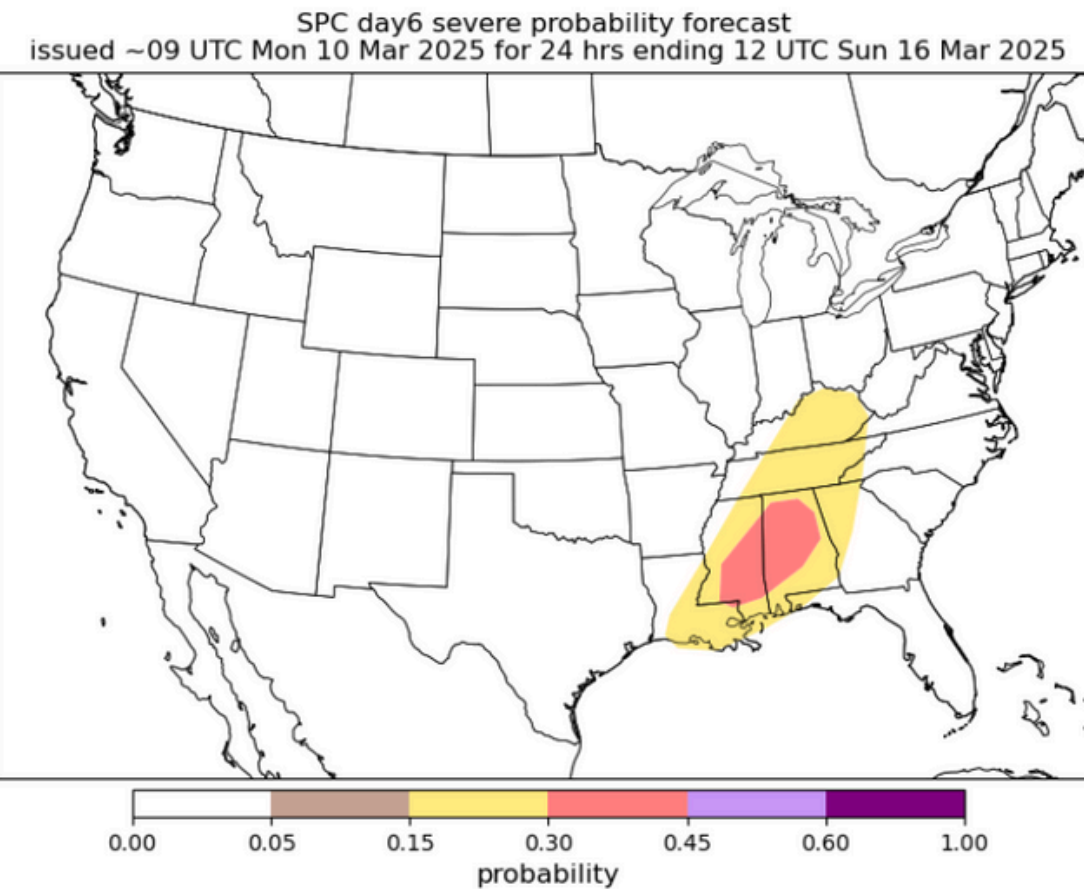 SPC day6 severe probability forecast
issued ~09 UTC Mon 10 Mar 2025 for 24 hrs ending 12 UTC Sun 16 Mar 2025
0.00 0.05 0.15 0.30 0.45 0.60 1.00
probability